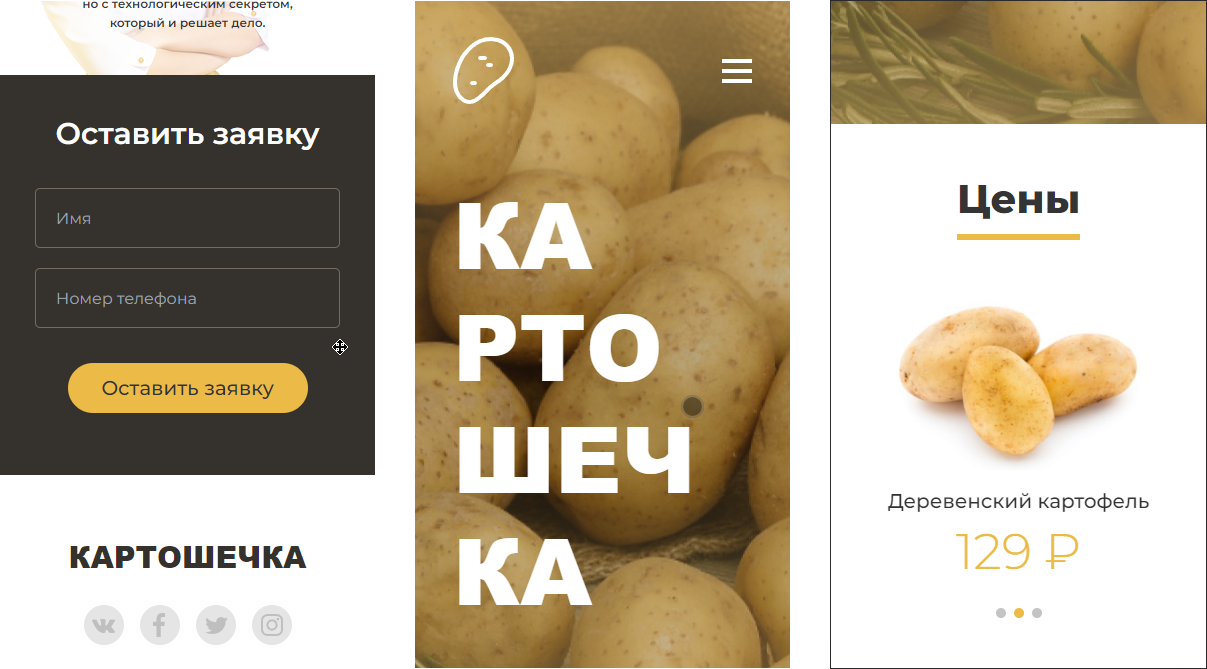 но с технологическим секретом,
который и решает дело.
Оставить заявку
Имя
Номер телефона
Оставить заявку
КАРТОШЕЧКА
КА
РТО
ШЕЧ
КА
Цены
Деревенский картофель
129 ₽